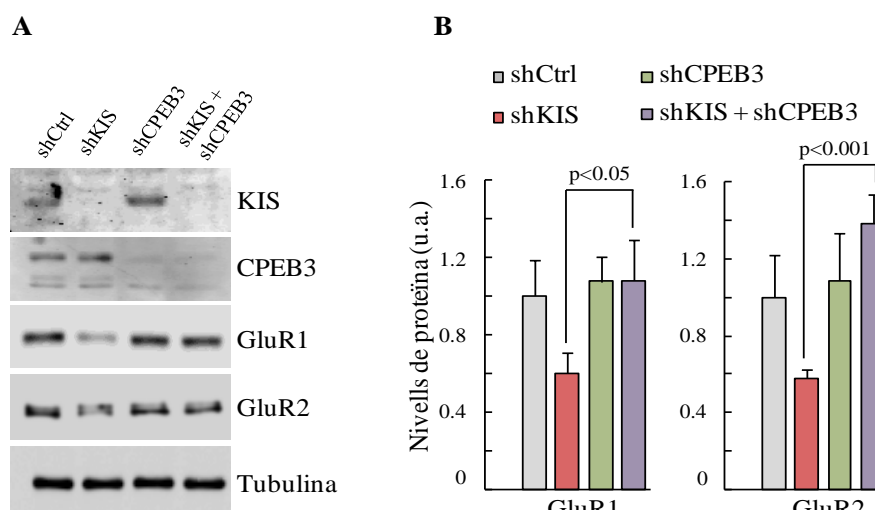 A
shCtrl
shKIS
shCPEB3
shKIS +
shCPEB3
KIS
CPEB3
GluR1
GluR2
Tubulina
B
shCtrl
shCPEB3
shKIS
shKIS + shCPEB3
p<0.05
p<0.001
Nivells de proteïna (u.a.)
1.6
1.2
0.8
0.4
0
1.6
1.2
0.8
0.4
0
GluR1
GluR2